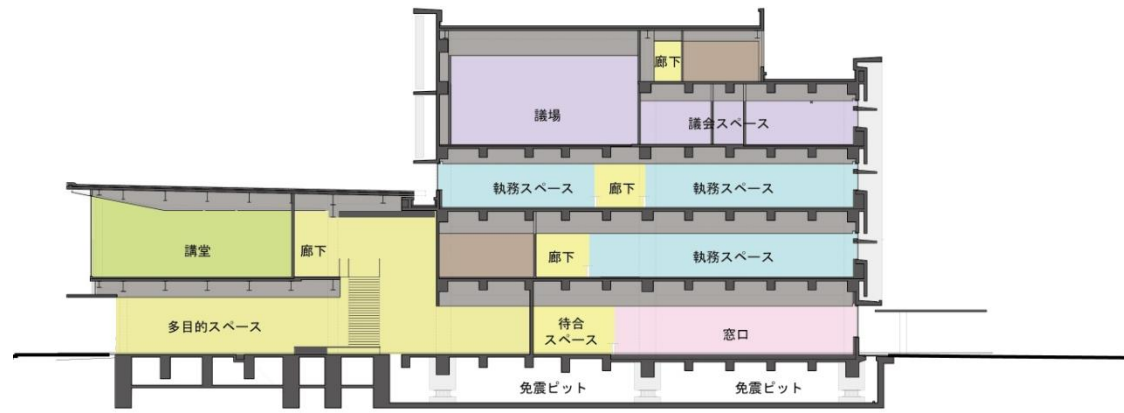 廊下
議場
議会スペース
執務スペース
廊下
執務スペース
講堂
廊下
廊下
執務スペース
多目的スペース
待合
スペース
窓口
免震ピット
免震ピット